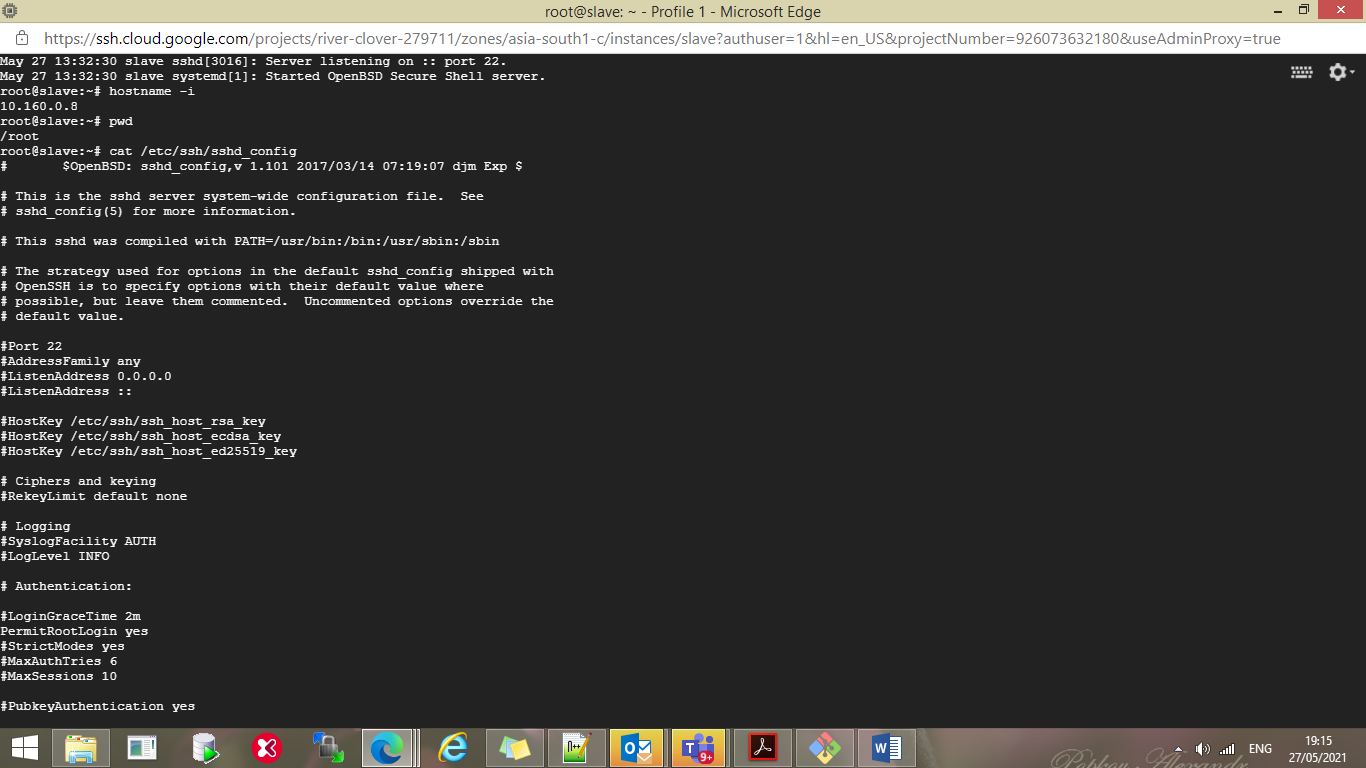 root@slave: ~ - Profile 1 - Microsoft Edge
https://ssh.cloud.google.com/projects/river-clover-279711/zones/asia-south1-c/instances/slave?authuser=1&hl=en_US&projectNumber=926073632180&useAdminProxy=true
May 27 13:32:30 slave sshd[3016]: Server listening on :: port 22.
May 27 13:32:30 slave systemd[1]: Started OpenBSD Secure Shell server.
root@slave:~# hostname -i
10.160.0.8
root@slave:~# pwd
/root
root@slave:~# cat /etc/ssh/sshd_config
#       $OpenBSD: sshd_config,v 1.101 2017/03/14 07:19:07 djm Exp $
# This is the sshd server system-wide configuration file.  See
# sshd_config(5) for more information.
# This sshd was compiled with PATH=/usr/bin:/bin:/usr/sbin:/sbin
# The strategy used for options in the default sshd_config shipped with
# OpenSSH is to specify options with their default value where
# possible, but leave them commented.  Uncommented options override the
# default value.
#Port 22
#AddressFamily any
#ListenAddress 0.0.0.0
#ListenAddress ::
#HostKey /etc/ssh/ssh_host_rsa_key
#HostKey /etc/ssh/ssh_host_ecdsa_key
#HostKey /etc/ssh/ssh_host_ed25519_key
# Ciphers and keying
#RekeyLimit default none
# Logging
#SyslogFacility AUTH
#LogLevel INFO
# Authentication:
#LoginGraceTime 2m
PermitRootLogin yes
#StrictModes yes
#MaxAuthTries 6
#MaxSessions 10
#PubkeyAuthentication yes
9+
ENG
19:15
27/05/2021